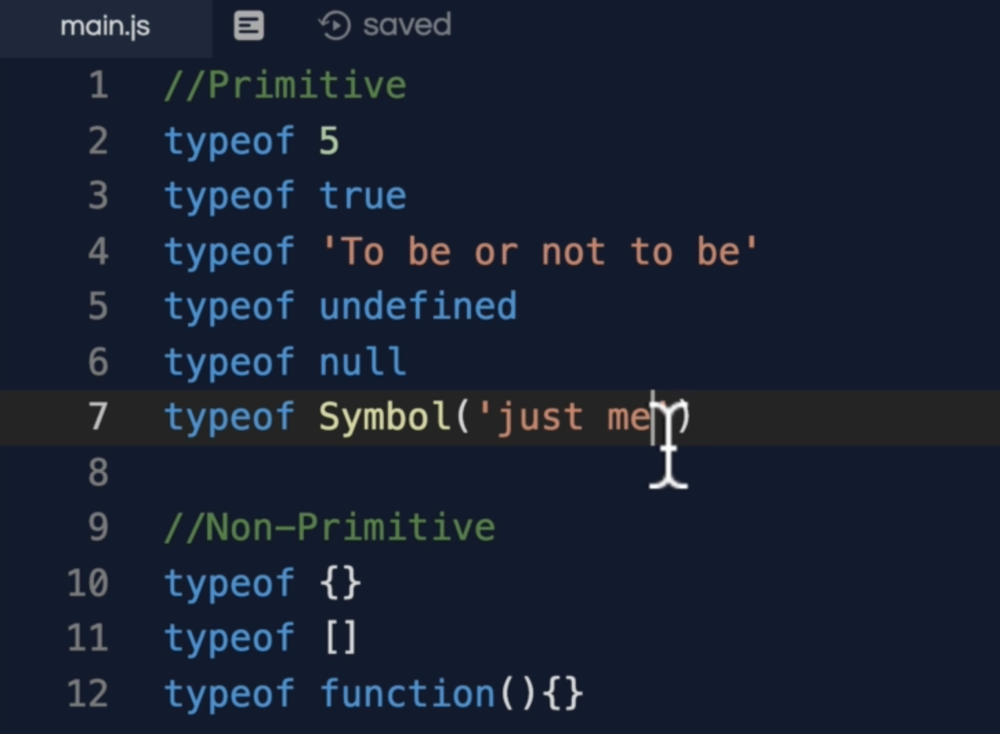 main.js saved
1 //Primitive
2 typeof 5
3 typeof true
4 typeof 'To be or not to be'
5 typeof undefined
6 typeof null
7 typeof Symbol('just me')
8
9 //Non-Primitive
10 typeof {}
11 typeof []
12 typeof function(){}